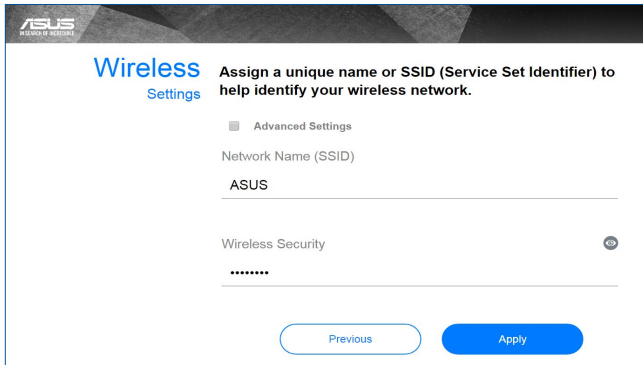 ASUS
IN SEARCH OF INCREDIBLE
Wireless
Settings
Assign a unique name or SSID (Service Set Identifier) to
help identify your wireless network.
Advanced Settings
Network Name (SSID)
ASUS
Wireless Security
••••••••
Previous
Apply